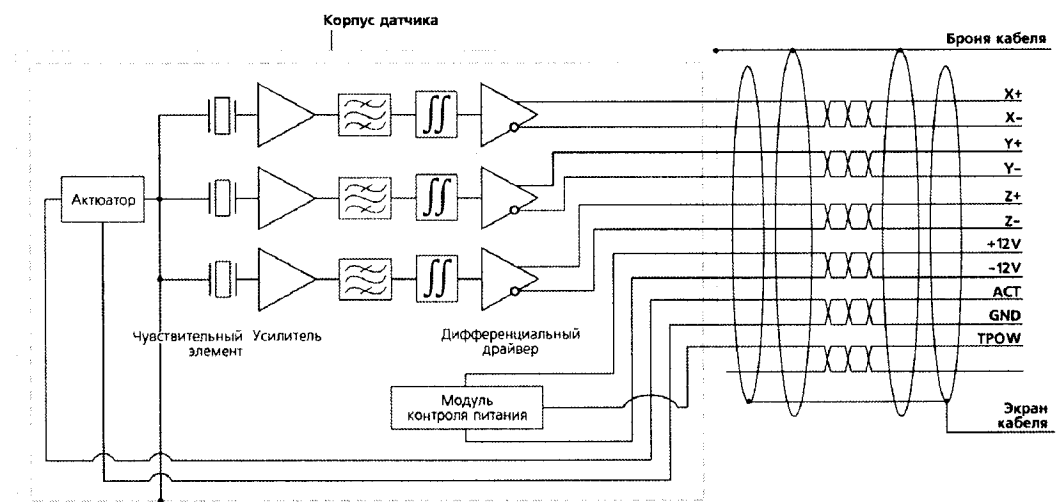 Корпус датчика
Броня кабеля
X+
X-
Y+
Y-
Z+
Z-
+12V
-12V
ACT
GND
TPOW
Актюатор
Чувствительный
элемент
Усилитель
Дифференциальный
драйвер
Модуль
контроля питания
Экран
кабеля